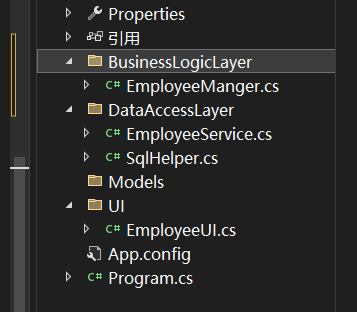 Properties
引用
BusinessLogicLayer
C# EmployeeManger.cs
DataAccessLayer
C# EmployeeService.cs
C# SqlHelper.cs
Models
UI
C# EmployeeUI.cs
App.config
C# Program.cs